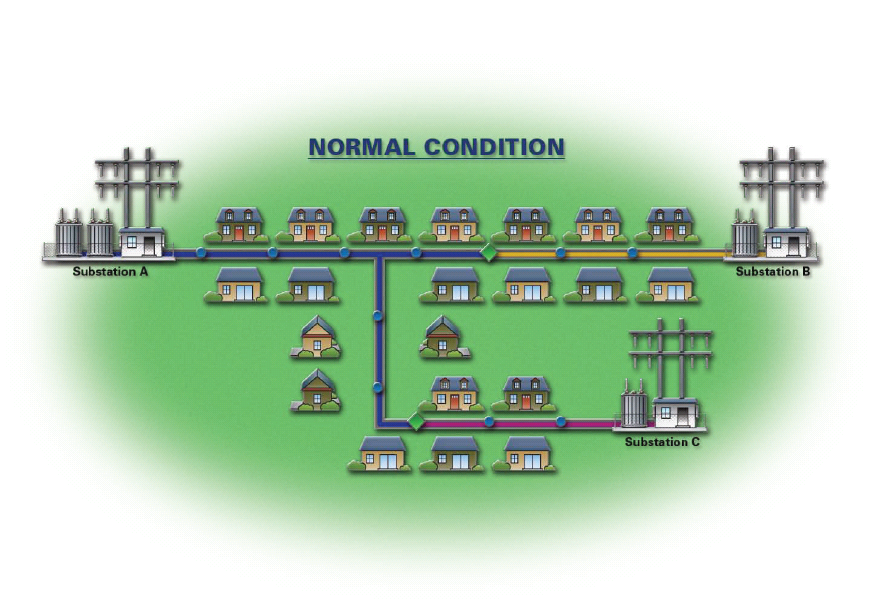 NORMAL CONDITION
Substation A
Substation B
Substation C